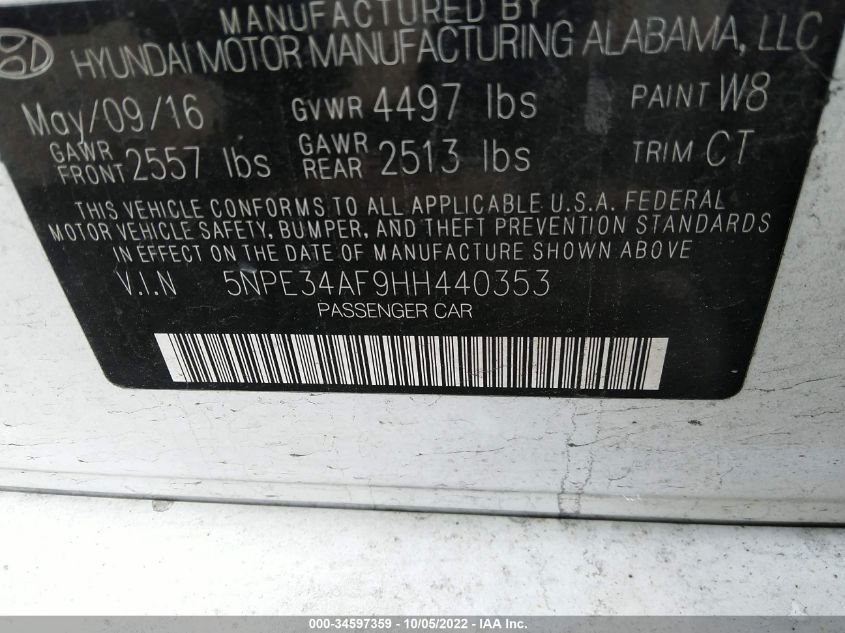 MANUFACTURED BY
HYUNDAI MOTOR MANUFACTURING ALABAMA, LLC
May/09/16 GVWR 4497 lbs PAINT W8
GAWR FRONT 2557 lbs GAWR REAR 2513 lbs TRIM CT
THIS VEHICLE CONFORMS TO ALL APPLICABLE U.S.A. FEDERAL
MOTOR VEHICLE SAFETY, BUMPER, AND THEFT PREVENTION STANDARDS
IN EFFECT ON THE DATE OF MANUFACTURE SHOWN ABOVE
V.I.N 5NPE34AF9HH440353
PASSENGER CAR
000-34597359 - 10/05/2022 - IAA Inc.